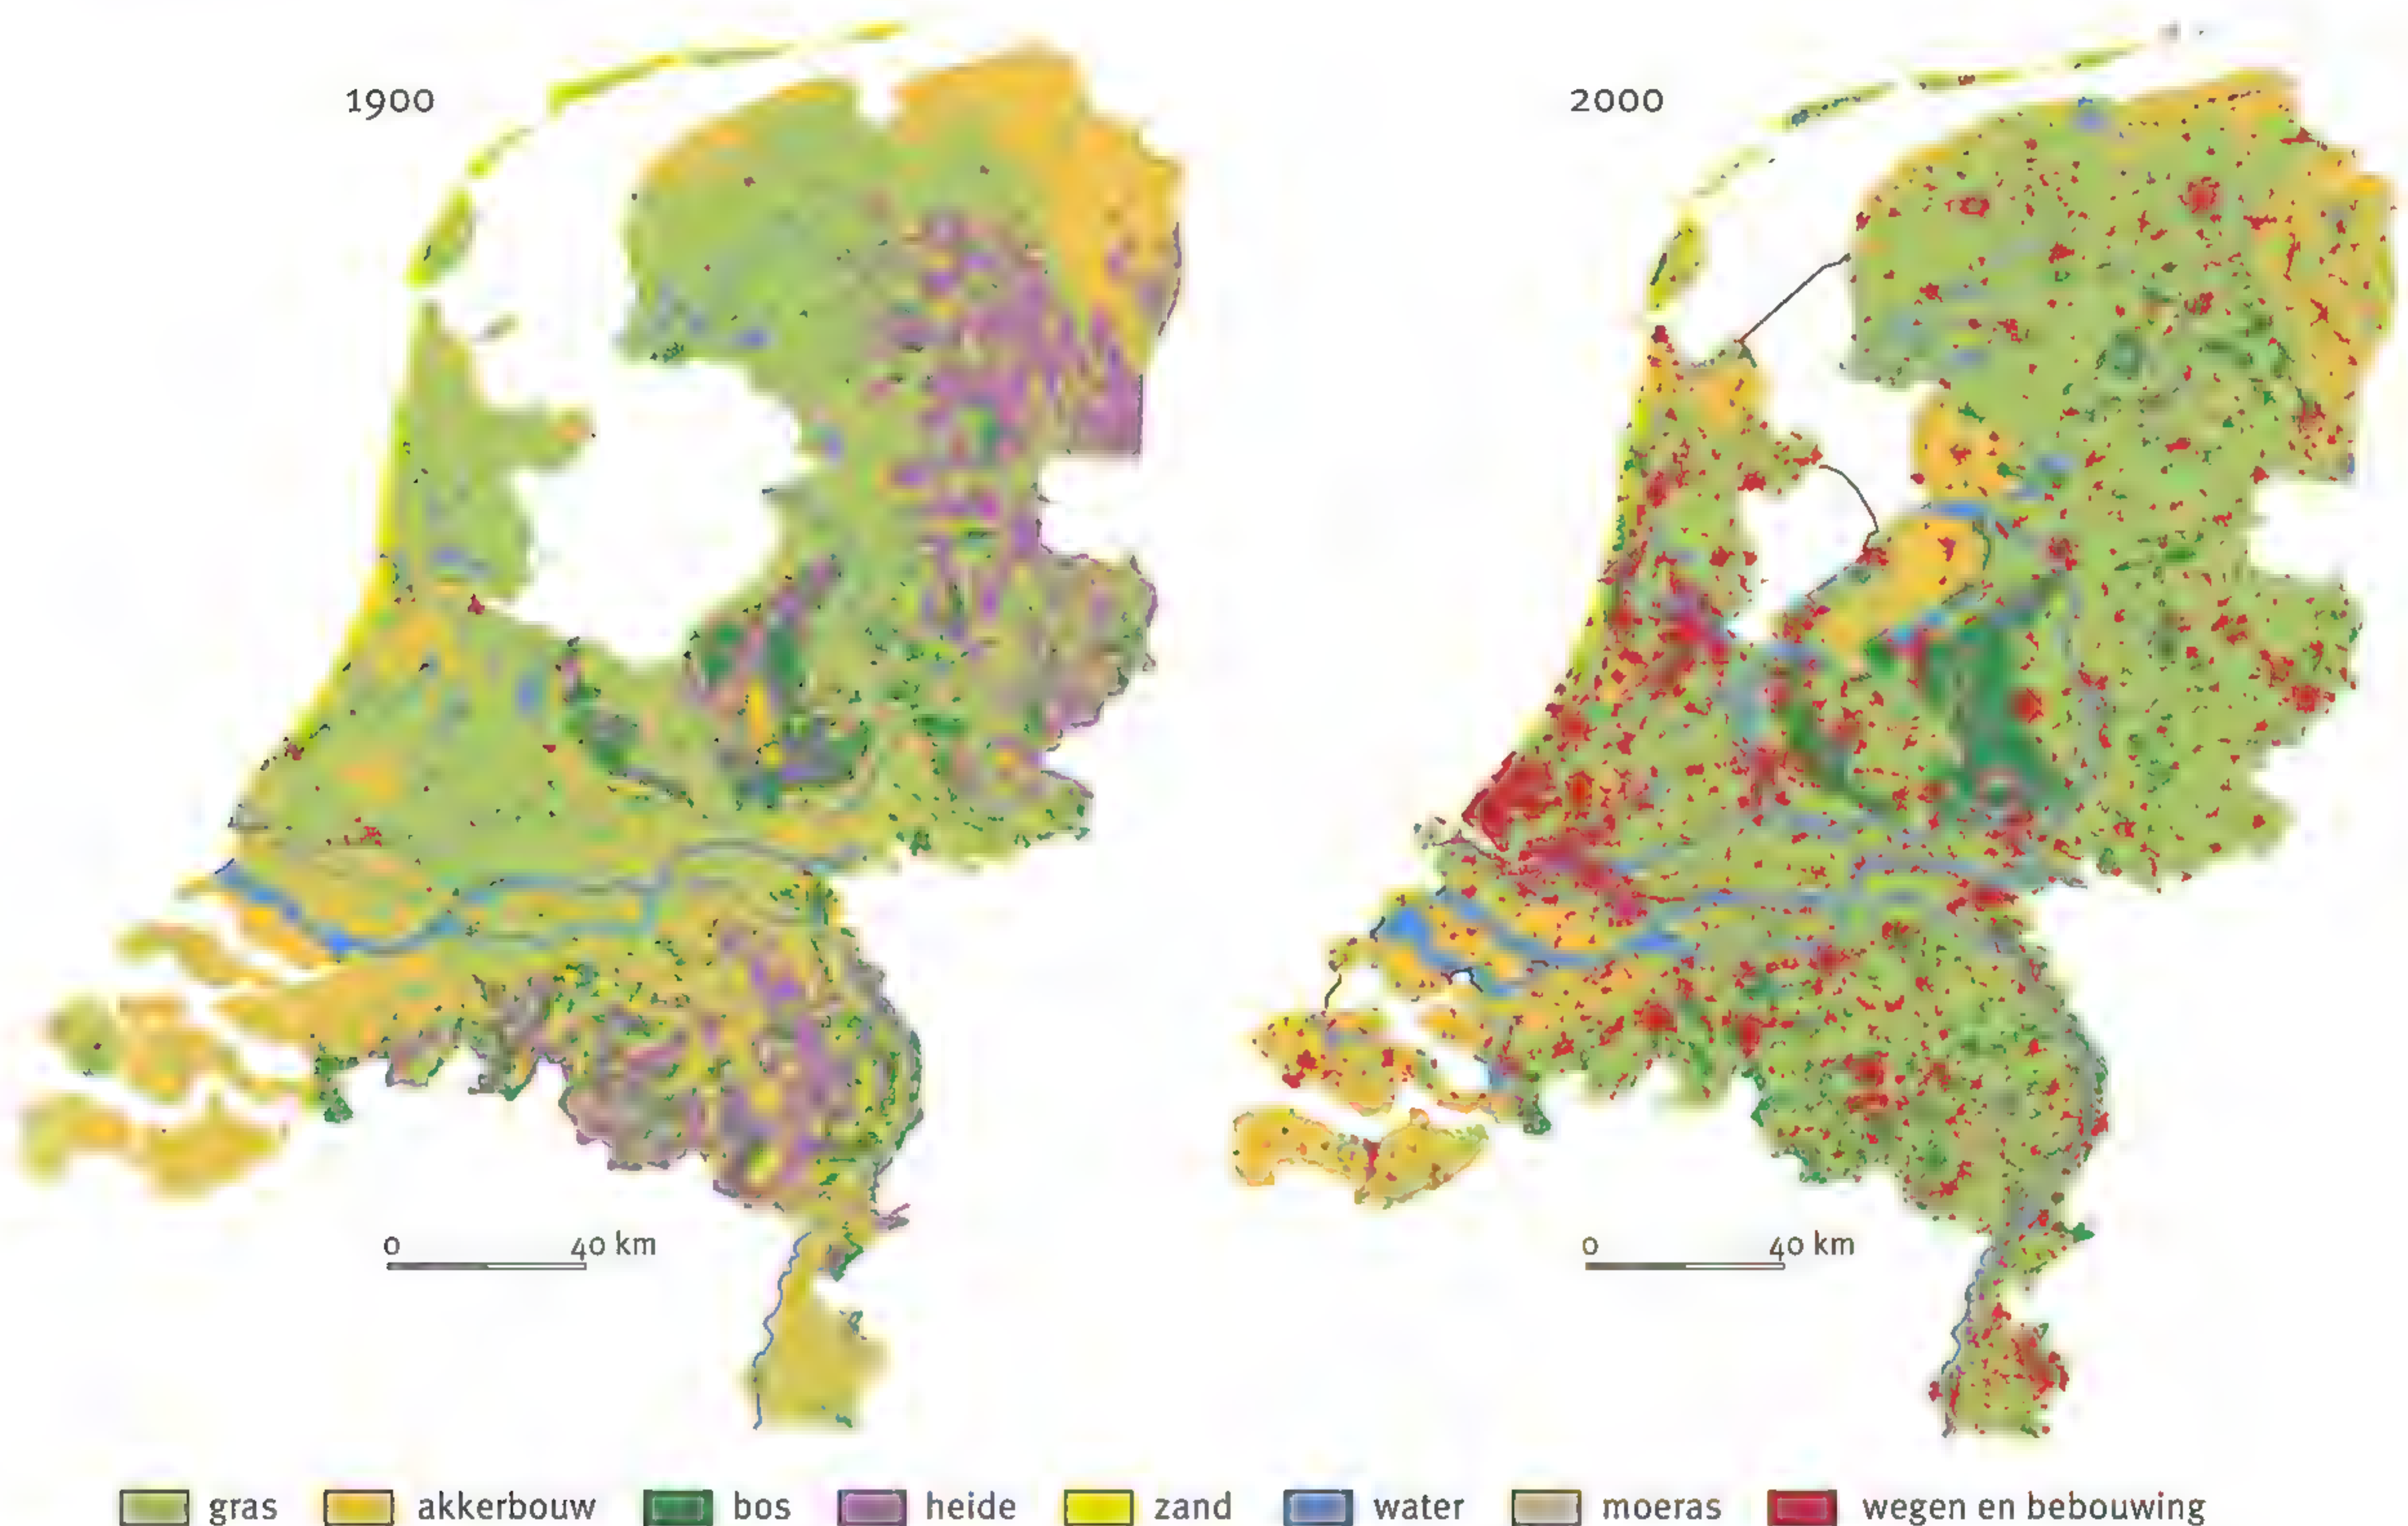 1900
2000
0 40 km
0 40 km
gras akkerbouw bos heide zand water moeras wegen en bebouwing